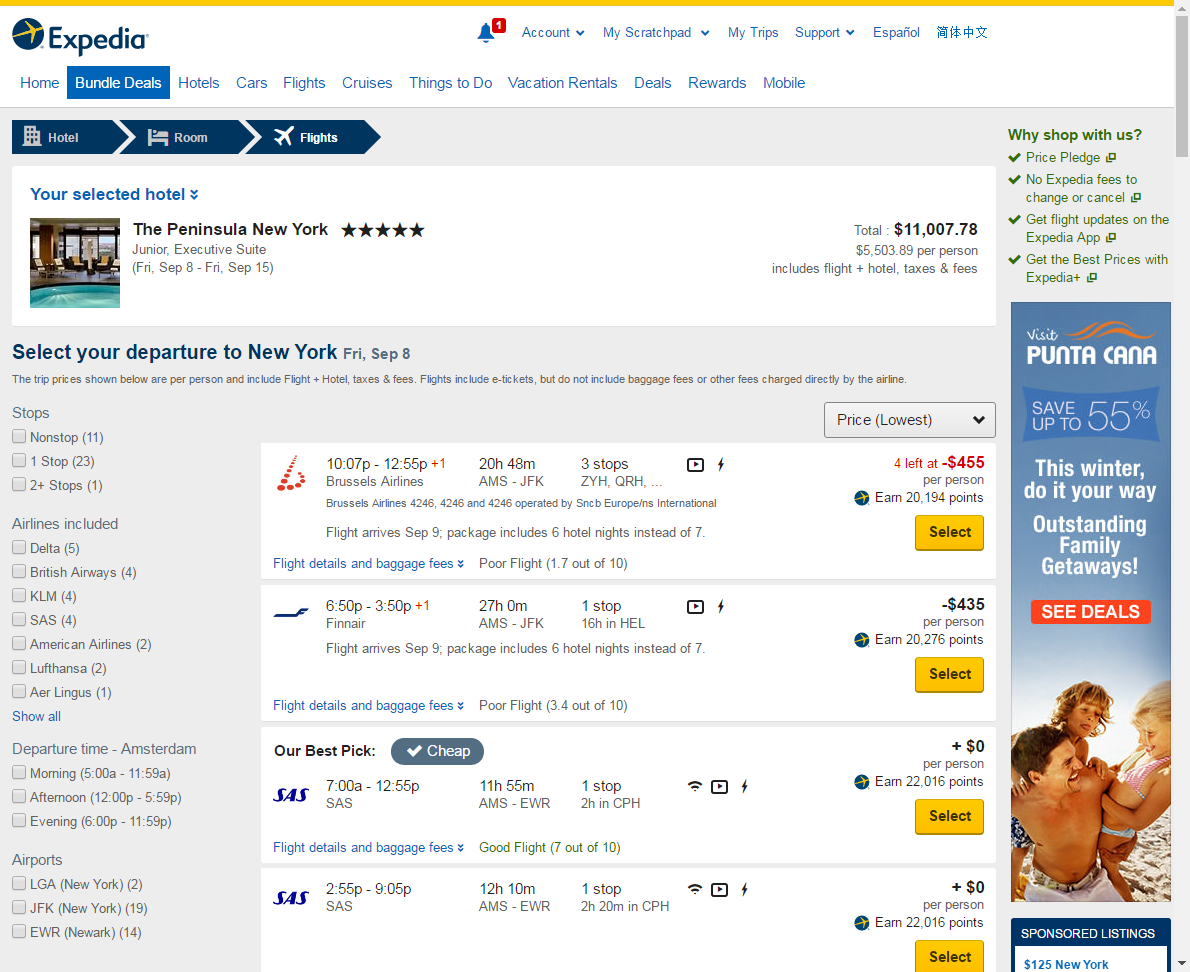 Expedia
1
Account
My Scratchpad
My Trips
Support
Español
简体中文
Home
Bundle Deals
Hotels
Cars
Flights
Cruises
Things to Do
Vacation Rentals
Deals
Rewards
Mobile
Hotel
Room
Flights
Your selected hotel
The Peninsula New York
Junior, Executive Suite
(Fri, Sep 8 - Fri, Sep 15)
Total : $11,007.78
$5,503.89 per person
includes flight + hotel, taxes & fees
Select your departure to New York Fri, Sep 8
The trip prices shown below are per person and include Flight + Hotel, taxes & fees. Flights include e-tickets, but do not include baggage fees or other fees charged directly by the airline.
Stops
Nonstop (11)
1 Stop (23)
2+ Stops (1)
Airlines included
Delta (5)
British Airways (4)
KLM (4)
SAS (4)
American Airlines (2)
Lufthansa (2)
Aer Lingus (1)
Show all
Departure time - Amsterdam
Morning (5:00a - 11:59a)
Afternoon (12:00p - 5:59p)
Evening (6:00p - 11:59p)
Airports
LGA (New York) (2)
JFK (New York) (19)
EWR (Newark) (14)
Price (Lowest)
10:07p - 12:55p +1 20h 48m 3 stops 4 left at -$455
Brussels Airlines AMS - JFK ZYH, QRH, ... per person
Brussels Airlines 4246, 4246 and 4246 operated by Sncb Europe/ns International
Earn 20,194 points
Flight arrives Sep 9; package includes 6 hotel nights instead of 7.
Select
Flight details and baggage fees Poor Flight (1.7 out of 10)
6:50p - 3:50p +1 27h 0m 1 stop -$435
Finnair AMS - JFK 16h in HEL per person
Earn 20,276 points
Flight arrives Sep 9; package includes 6 hotel nights instead of 7.
Select
Flight details and baggage fees Poor Flight (3.4 out of 10)
Our Best Pick: Cheap + $0
per person
SAS 7:00a - 12:55p 11h 55m 1 stop Earn 22,016 points
SAS AMS - EWR 2h in CPH
Select
Flight details and baggage fees Good Flight (7 out of 10)
SAS 2:55p - 9:05p 12h 10m 1 stop + $0
SAS AMS - EWR 2h 20m in CPH per person
Earn 22,016 points
Select
Why shop with us?
Price Pledge
No Expedia fees to
change or cancel
Get flight updates on the
Expedia App
Get the Best Prices with
Expedia+
Visit
PUNTA CANA
SAVE
UP TO 55%
This winter,
do it your way
Outstanding
Family
Getaways!
SEE DEALS
SPONSORED LISTINGS
$125 New York